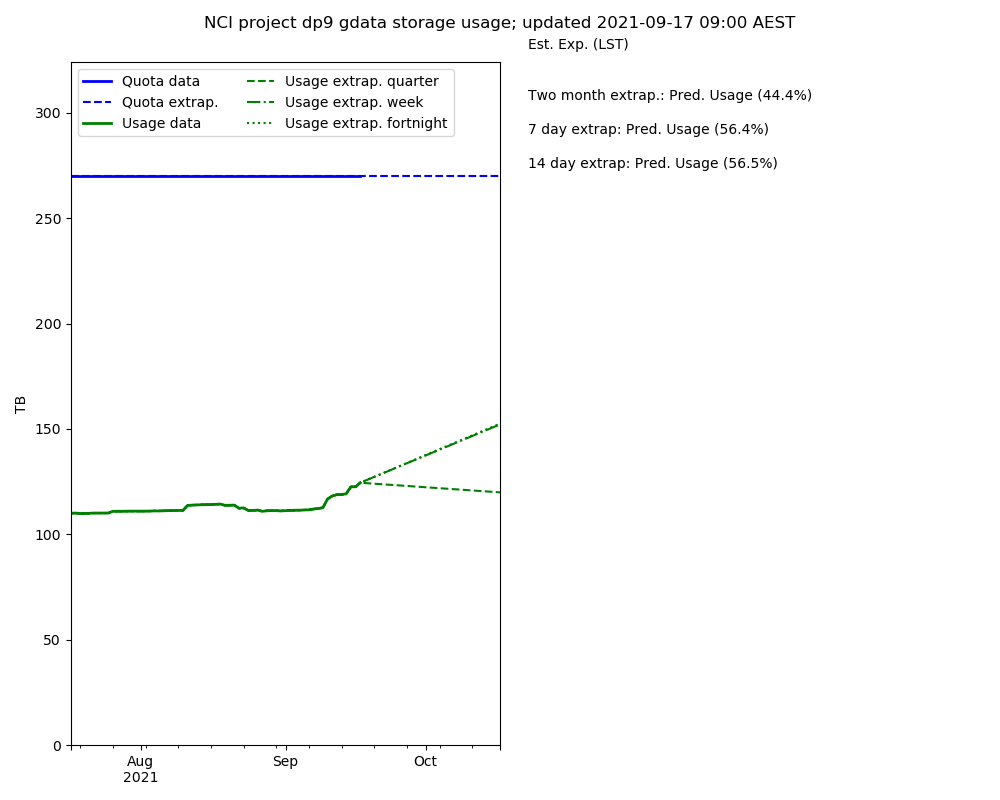 NCI project dp9 gdata storage usage; updated 2021-09-17 09:00 AEST
Est. Exp. (LST)
Two month extrap.: Pred. Usage (44.4%)
7 day extrap: Pred. Usage (56.4%)
14 day extrap: Pred. Usage (56.5%)
Quota data
Quota extrap.
Usage data
Usage extrap. quarter
Usage extrap. week
Usage extrap. fortnight
TB
300
250
200
150
100
50
0
Aug
2021
Sep
Oct